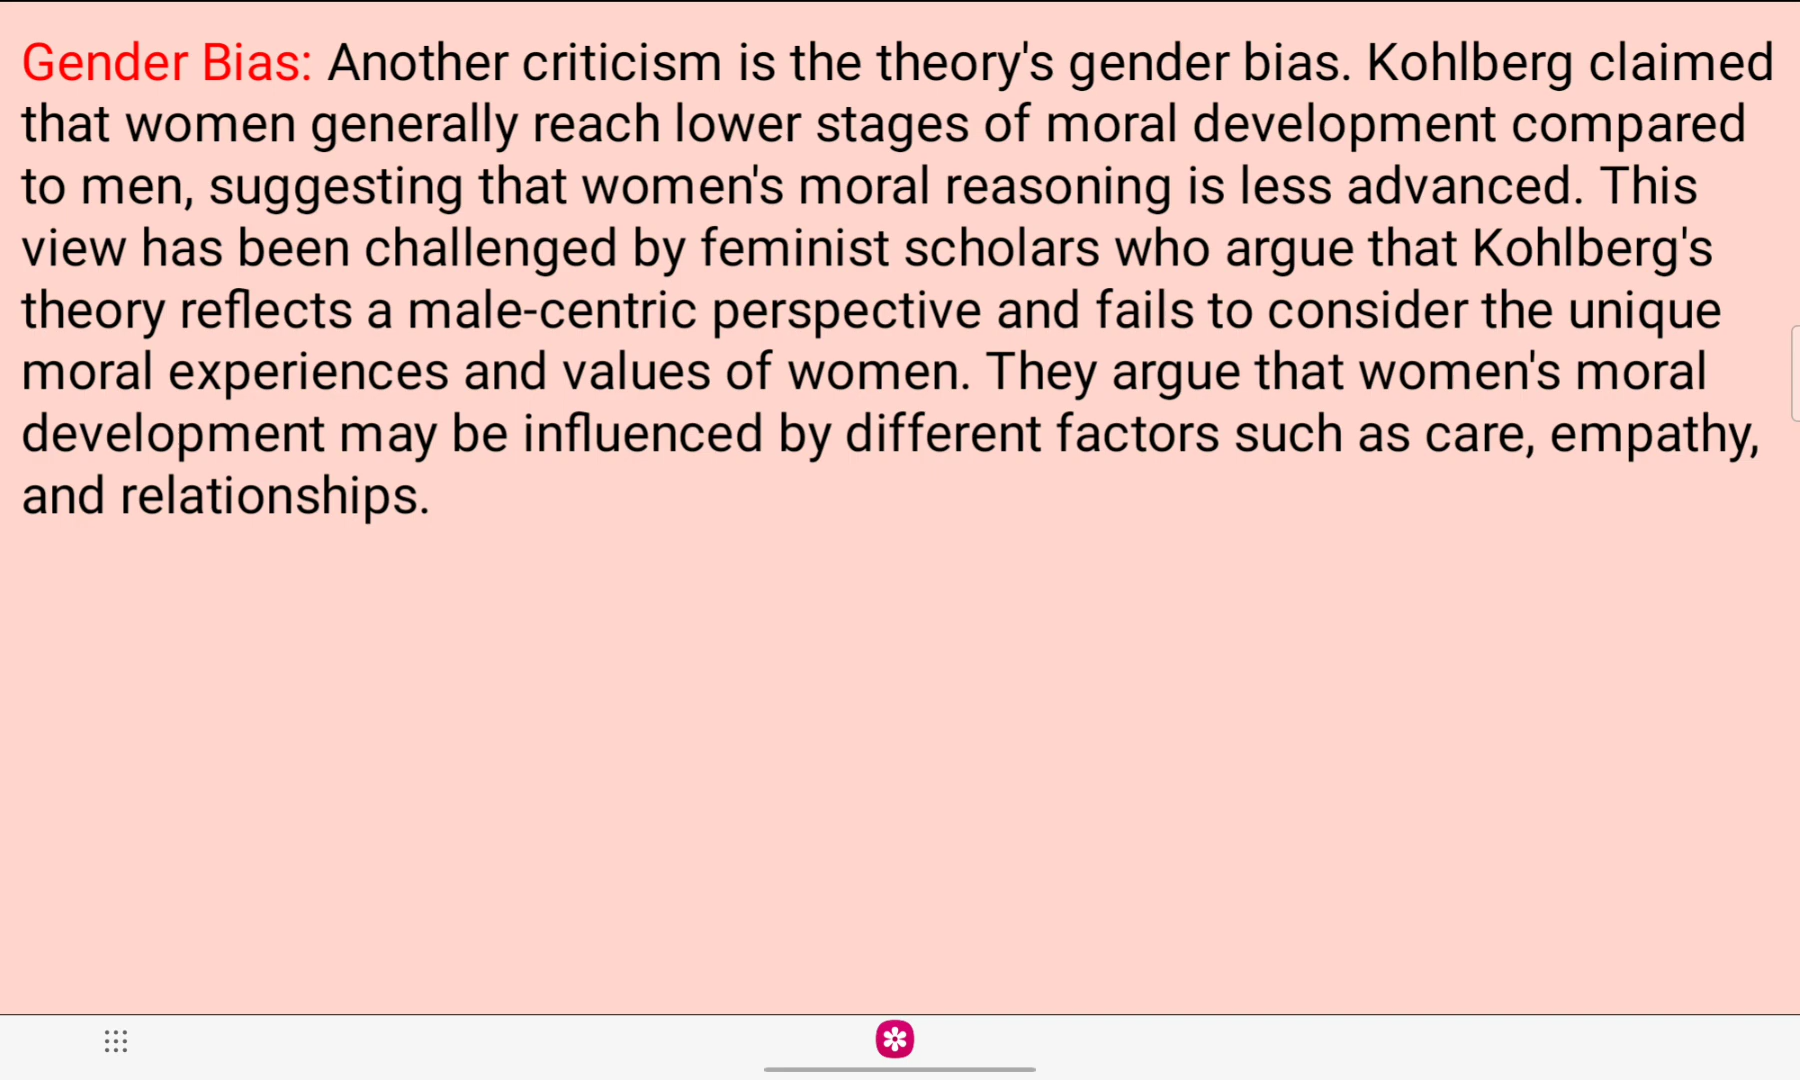 Gender Bias: Another criticism is the theory's gender bias. Kohlberg claimed
that women generally reach lower stages of moral development compared
to men, suggesting that women's moral reasoning is less advanced. This
view has been challenged by feminist scholars who argue that Kohlberg's
theory reflects a male-centric perspective and fails to consider the unique
moral experiences and values of women. They argue that women's moral
development may be influenced by different factors such as care, empathy,
and relationships.